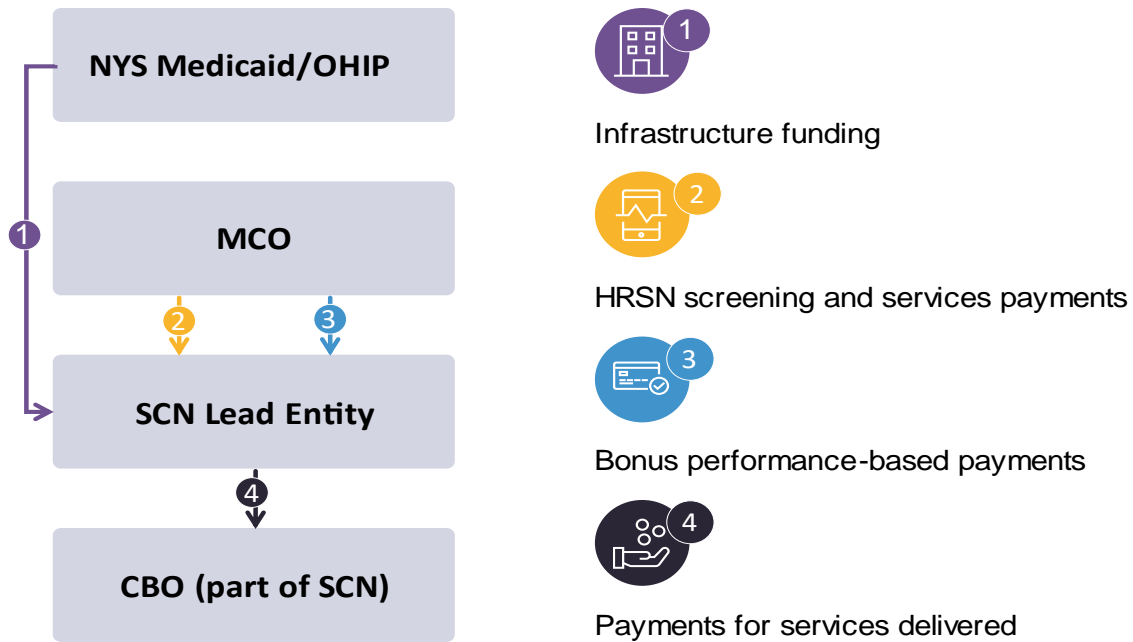 NYS Medicaid/OHIP
1
MCO
2
3
SCN Lead Entity
4
CBO (part of SCN)
1
Infrastructure funding
2
HRSN screening and services payments
3
Bonus performance-based payments
4
Payments for services delivered